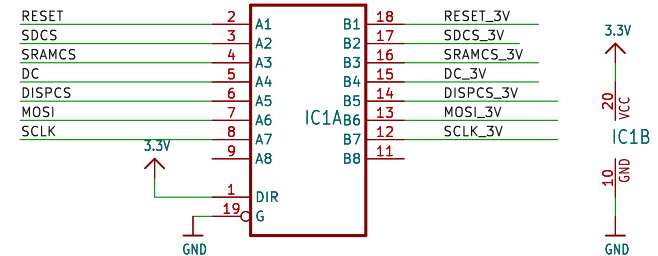 RESET 2 A1 B1 18 RESET_3V
SDCS 3 A2 B2 17 SDCS_3V
SRAMCS 4 A3 B3 16 SRAMCS_3V
DC 5 A4 B4 15 DC_3V
DISPCS 6 A5 B5 14 DISPCS_3V
MOSI 7 A6 IC1A B6 13 MOSI_3V
SCLK 8 A7 B7 12 SCLK_3V
9 A8 B8 11
3.3V
1 DIR
19 G
GND
3.3V
20 VCC
IC1B
10 GND
GND